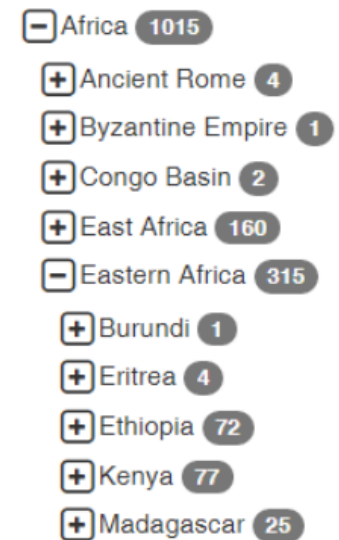 Africa 1015
Ancient Rome 4
Byzantine Empire 1
Congo Basin 2
East Africa 160
Eastern Africa 315
Burundi 1
Eritrea 4
Ethiopia 72
Kenya 77
Madagascar 25